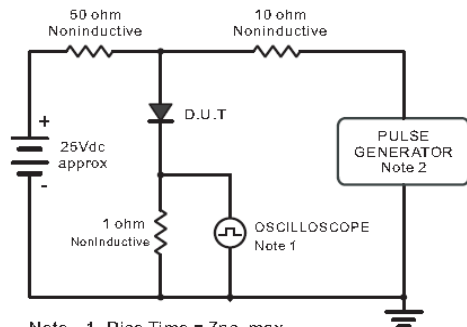 50 ohm
Noninductive
10 ohm
Noninductive
D.U.T
+
25Vdc
approx
-
PULSE
GENERATOR
Note 2
1 ohm
NonInductive
OSCILLOSCOPE
Note 1